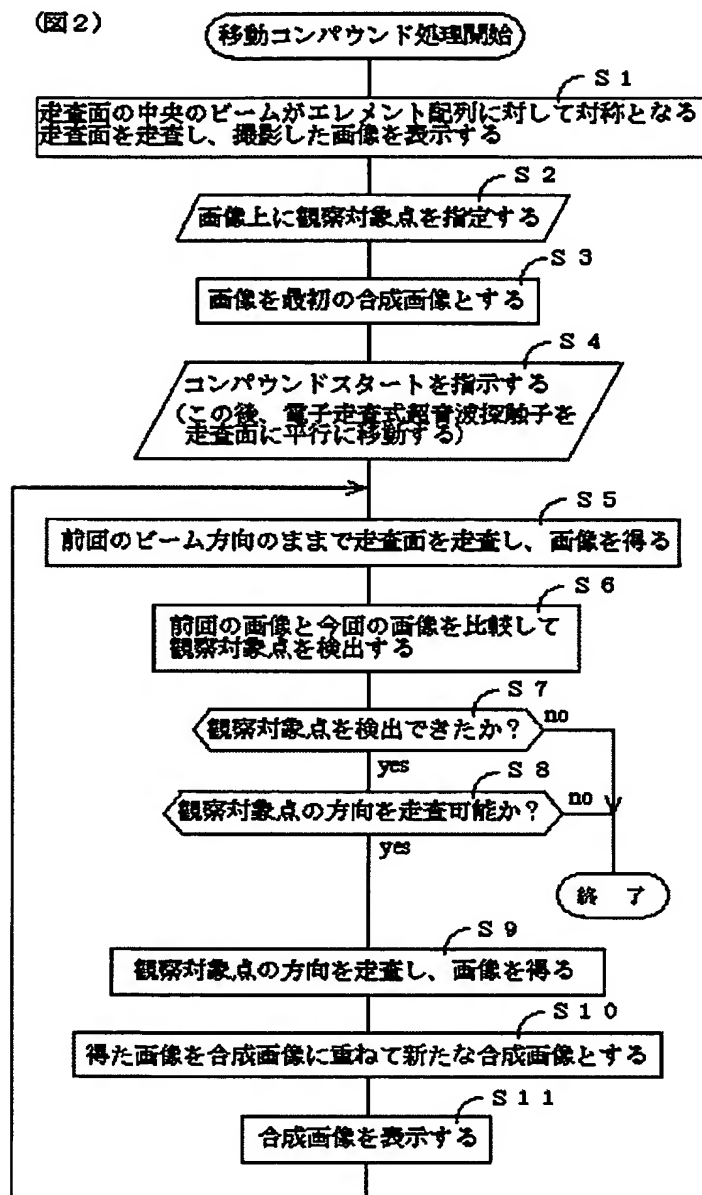 (図2)
移動コンパウンド処理開始
S1
走査面の中央のビームがエレメント配列に対して対称となる
走査面を走査し、撮影した画像を表示する
S2
画像上に観察対象点を指定する
S3
画像を最初の合成画像とする
S4
コンパウンドスタートを指示する
(この後、電子走査式超音波探触子を
走査面に平行に移動する)
S5
前回のビーム方向のままで走査面を走査し、画像を得る
S6
前回の画像と今回の画像を比較して
観察対象点を検出する
S7
観察対象点を検出できたか?
no
yes
S8
観察対象点の方向を走査可能か?
no
yes
終 了
S9
観察対象点の方向を走査し、画像を得る
S10
得た画像を合成画像に重ねて新たな合成画像とする
S11
合成画像を表示する